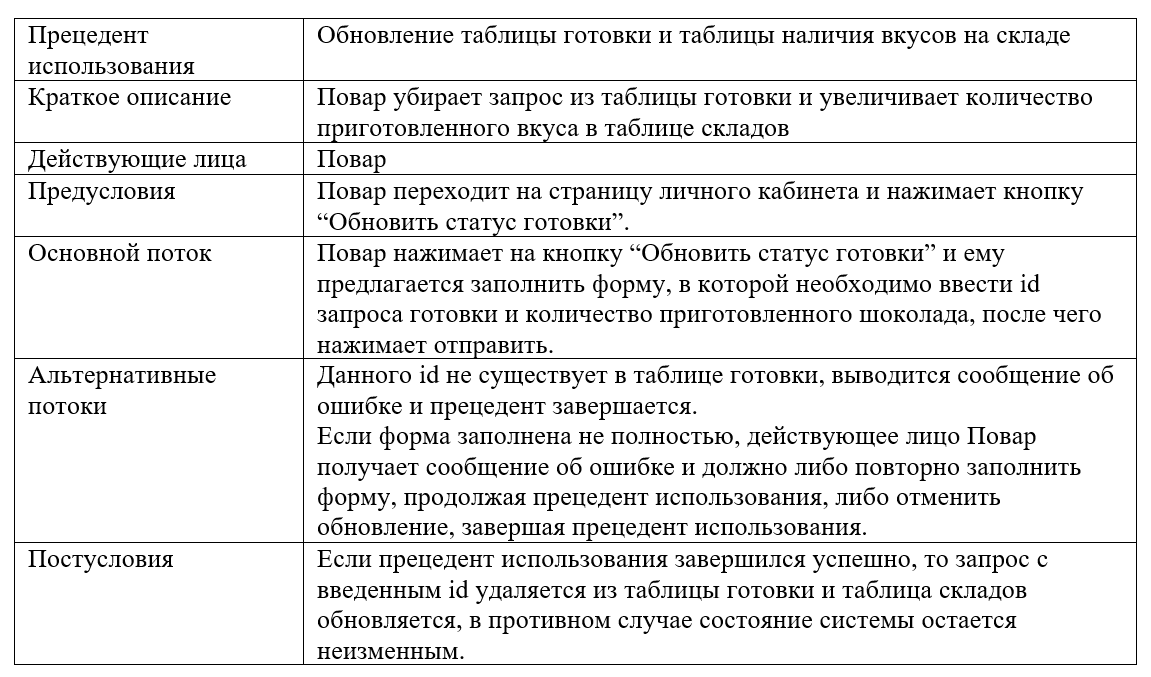 Прецедент
использования
Обновление таблицы готовки и таблицы наличия вкусов на складе
Краткое описание
Повар убирает запрос из таблицы готовки и увеличивает количество
приготовленного вкуса в таблице складов
Действующие лица
Повар
Предусловия
Повар переходит на страницу личного кабинета и нажимает кнопку
“Обновить статус готовки”.
Основной поток
Повар нажимает на кнопку “Обновить статус готовки” и ему
предлагается заполнить форму, в которой необходимо ввести id
запроса готовки и количество приготовленного шоколада, после чего
нажимает отправить.
Альтернативные
потоки
Данного id не существует в таблице готовки, выводится сообщение об
ошибке и прецедент завершается.
Если форма заполнена не полностью, действующее лицо Повар
получает сообщение об ошибке и должно либо повторно заполнить
форму, продолжая прецедент использования, либо отменить
обновление, завершая прецедент использования.
Постусловия
Если прецедент использования завершился успешно, то запрос с
введенным id удаляется из таблицы готовки и таблица складов
обновляется, в противном случае состояние системы остается
неизменным.